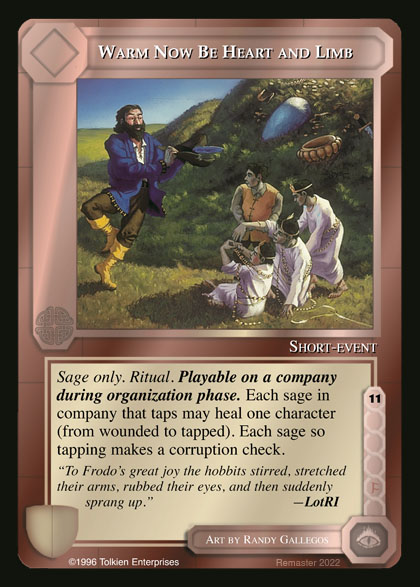 Warm Now Be Heart and Limb
Short-event
Sage only. Ritual. Playable on a company
during organization phase. Each sage in
company that taps may heal one character
(from wounded to tapped). Each sage so
tapping makes a corruption check.
“To Frodo's great joy the hobbits stirred, stretched
their arms, rubbed their eyes, and then suddenly
sprang up.” —LotRI
11
R
Art by Randy Gallegos
©1996 Tolkien Enterprises
Remaster 2022